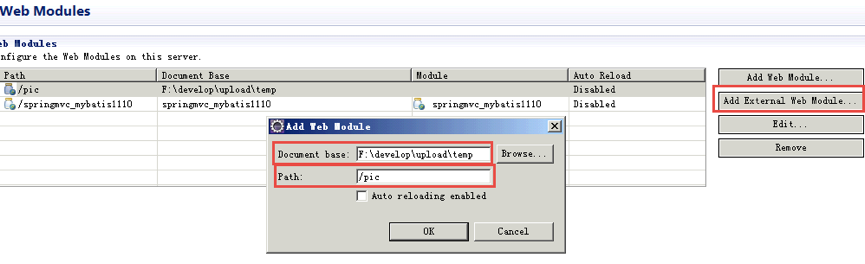 Web Modules
eb Modules
onfigure the Web Modules on this server.
Path Document Base Module Auto Reload
/pic F:\develop\upload\temp Disabled
/springmvc_mybatis1110 springmvc_mybatis1110 springmvc_mybatis1110 Disabled
Add Web Module...
Add External Web Module...
Edit...
Remove
Add Web Module
Document base: F:\develop\upload\temp Browse...
Path: /pic
Auto reloading enabled
OK Cancel